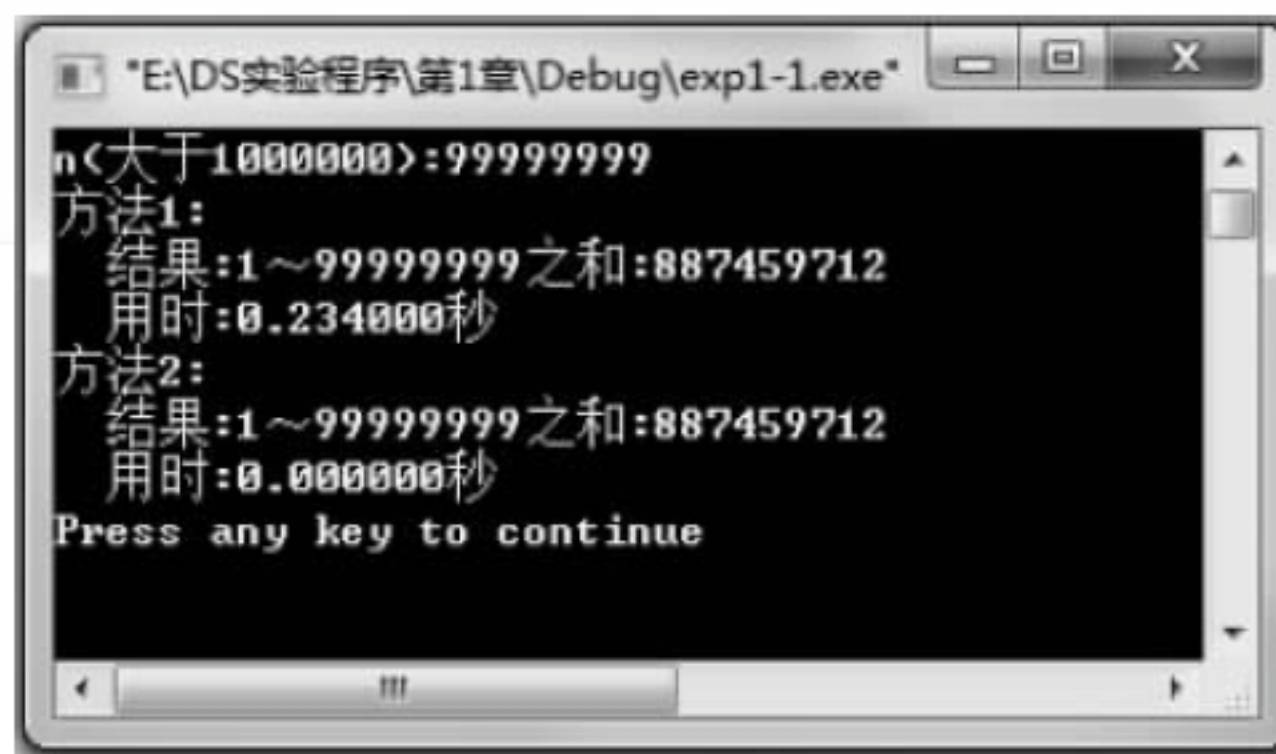 "E:\DS实验程序\第1章\Debug\exp1-1.exe"
n(大于1000000):99999999
方法1:
结果:1～99999999之和:887459712
用时:0.234000秒
方法2:
结果:1～99999999之和:887459712
用时:0.000000秒
Press any key to continue